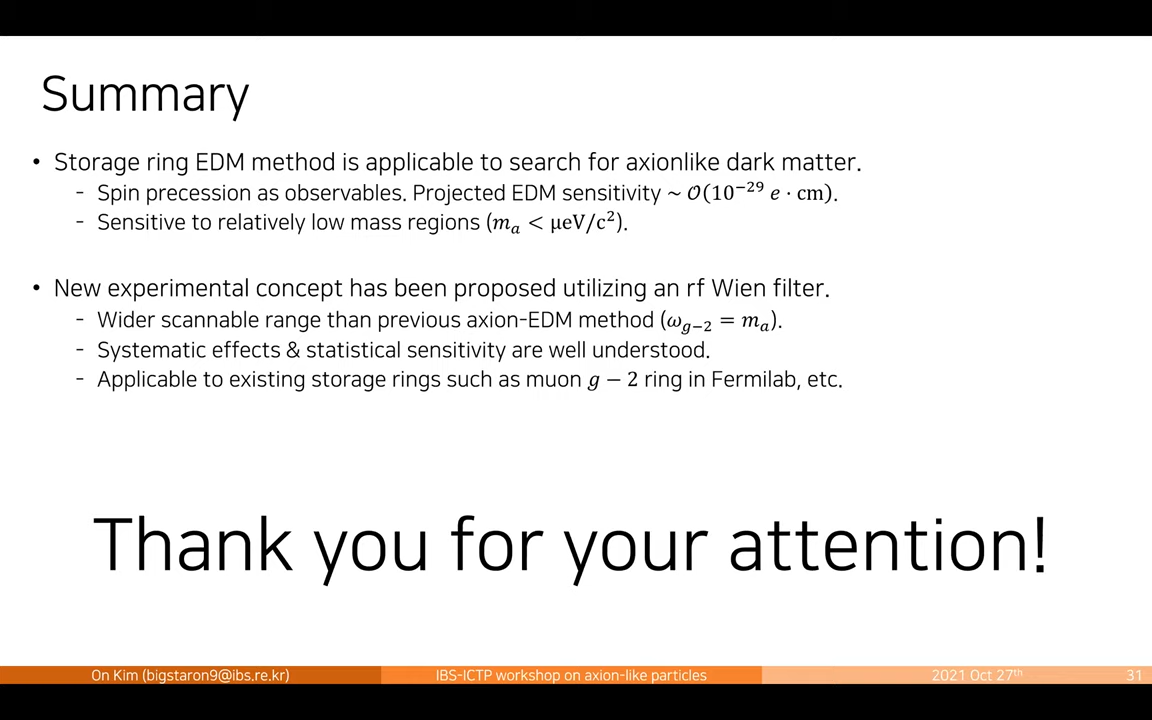 Summary
• Storage ring EDM method is applicable to search for axionlike dark matter.
- Spin precession as observables. Projected EDM sensitivity ~ 𝒪(10⁻²⁹ e · cm).
- Sensitive to relatively low mass regions (mₐ < μeV/c²).
• New experimental concept has been proposed utilizing an rf Wien filter.
- Wider scannable range than previous axion-EDM method (ω_{g−2} = mₐ).
- Systematic effects & statistical sensitivity are well understood.
- Applicable to existing storage rings such as muon g − 2 ring in Fermilab, etc.
Thank you for your attention!
On Kim (bigstaron9@ibs.re.kr)
IBS-ICTP workshop on axion-like particles
2021 Oct 27ᵗʰ
31